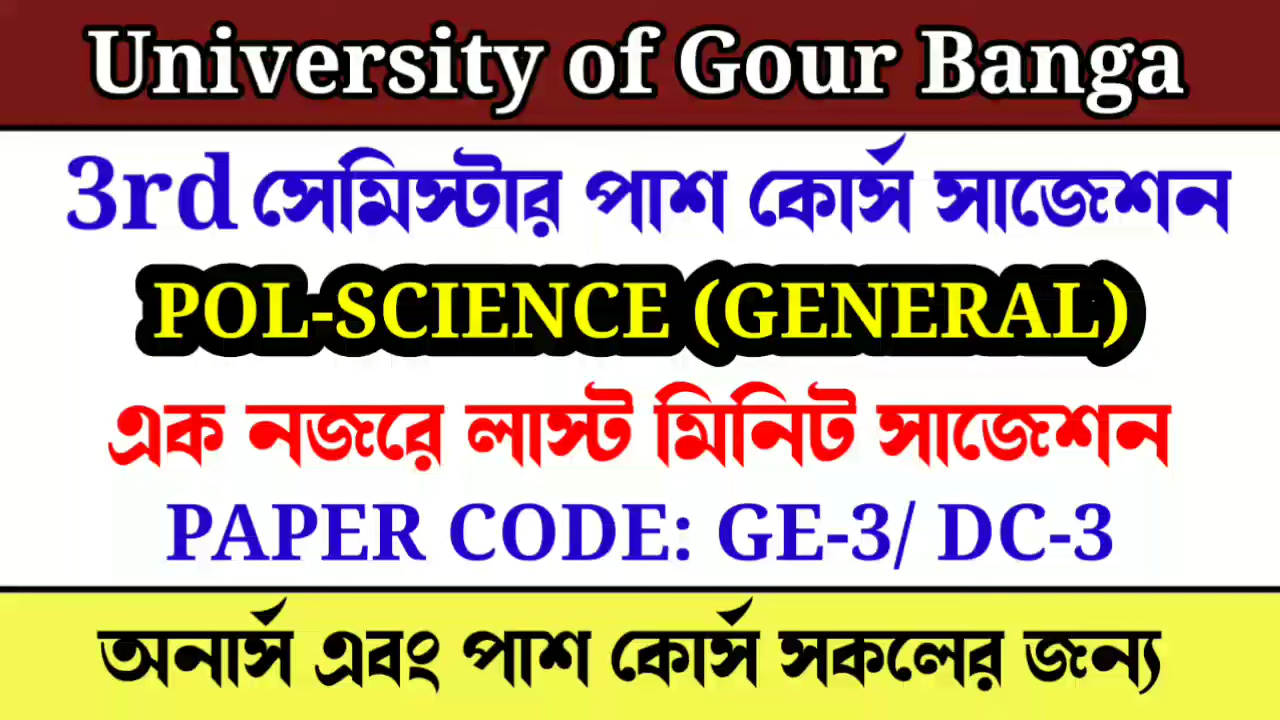 University of Gour Banga
3rd সেমিস্টার পাশ কোর্স সাজেশন
POL-SCIENCE (GENERAL)
এক নজরে লাস্ট মিনিট সাজেশন
PAPER CODE: GE-3/ DC-3
অনার্স এবং পাশ কোর্স সকলের জন্য